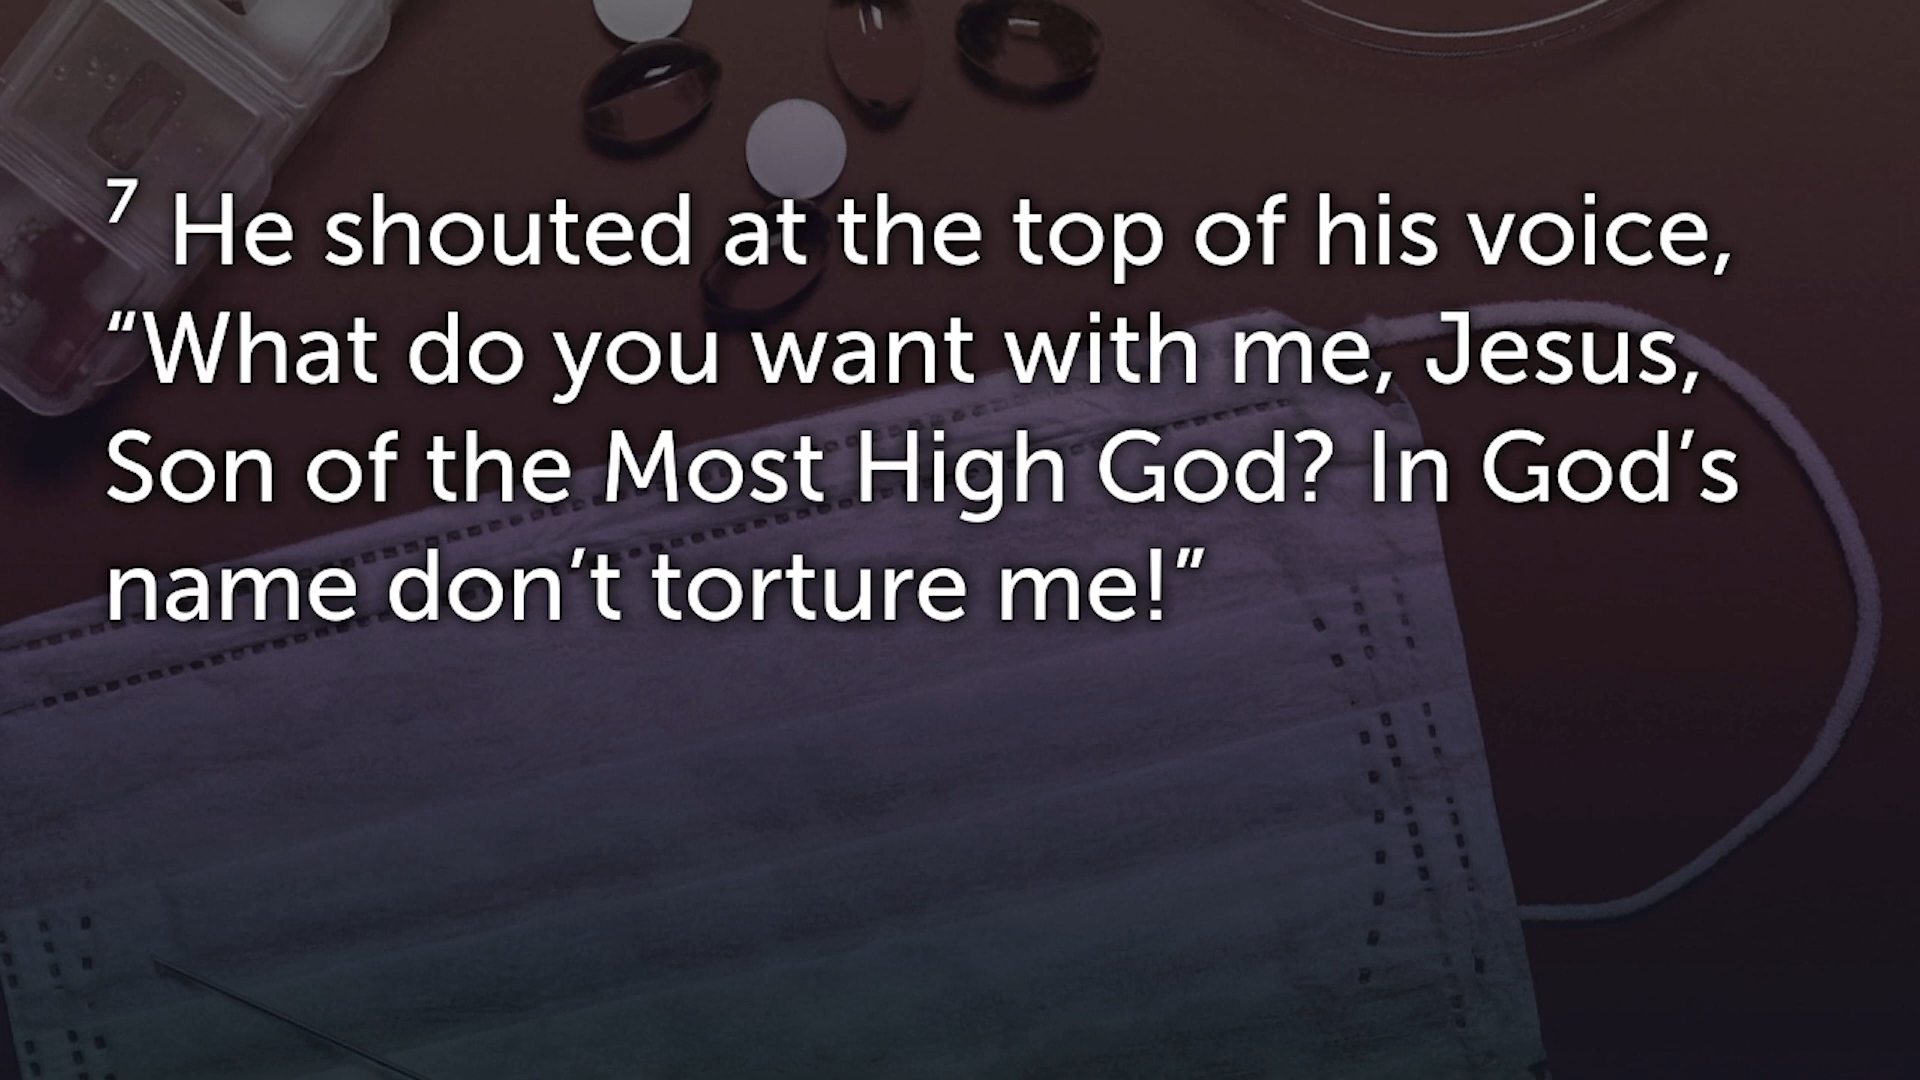 ⁷ He shouted at the top of his voice,
“What do you want with me, Jesus,
Son of the Most High God? In God’s
name don’t torture me!”